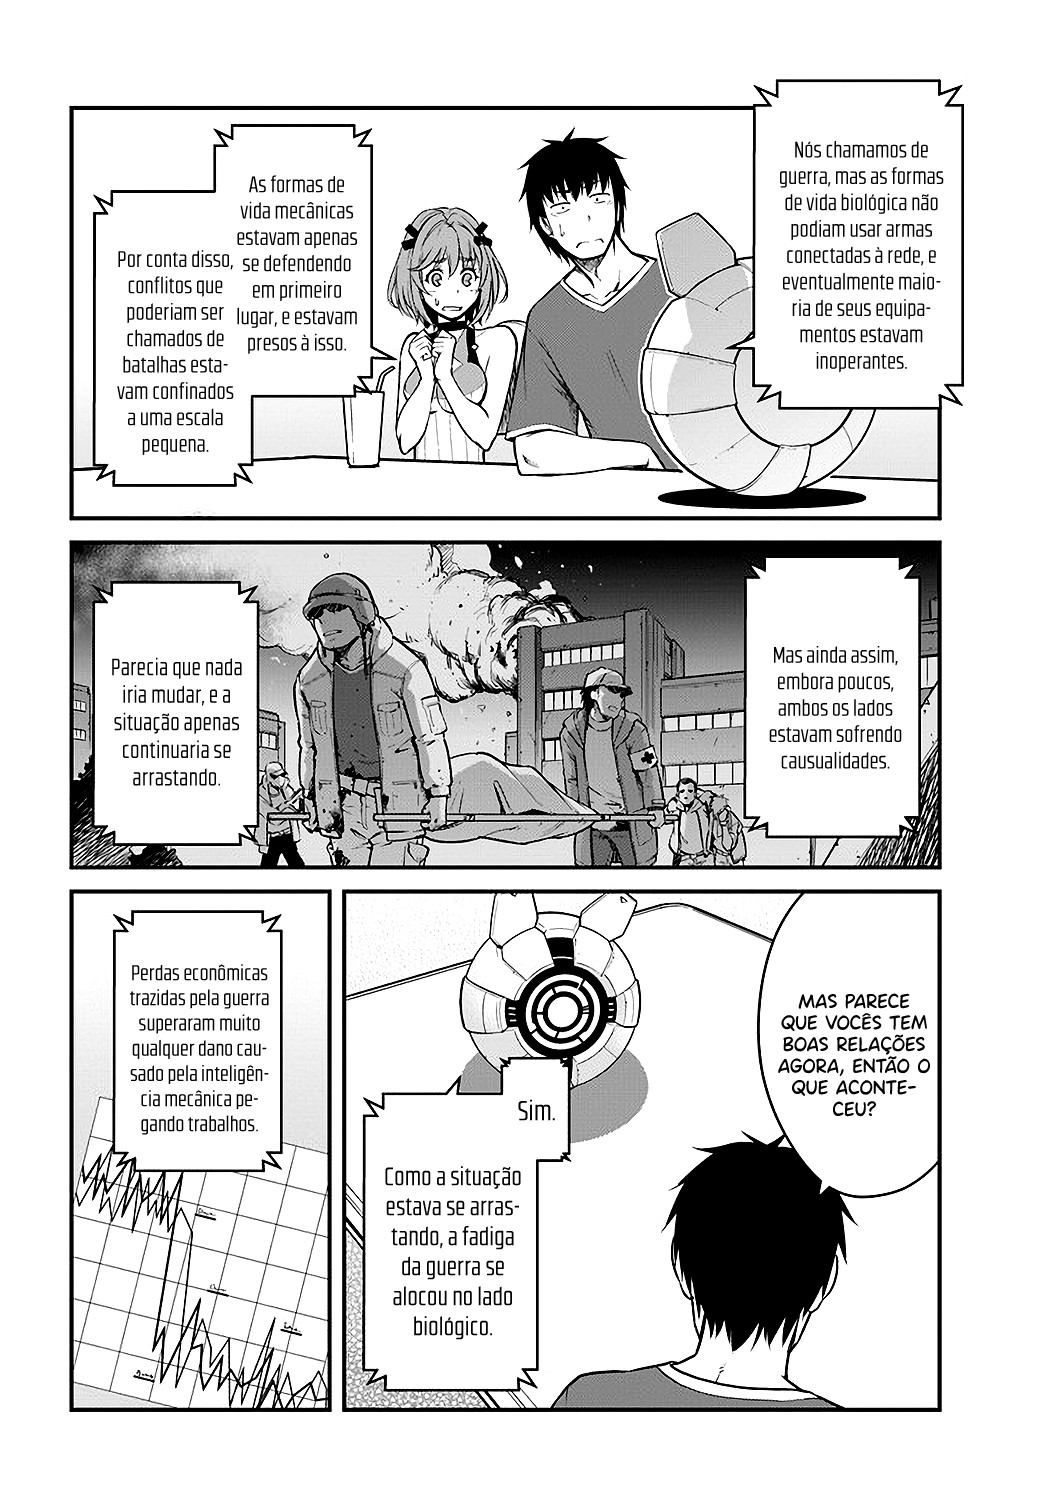 Nós chamamos de
guerra, mas as formas
de vida biológica não
podiam usar armas
conectadas à rede, e
eventualmente maio-
ria de seus equipa-
mentos estavam
inoperantes.
As formas de
vida mecânicas
estavam apenas
se defendendo
em primeiro
lugar, e estavam
presos à isso.
Por conta disso,
conflitos que
poderiam ser
chamados de
batalhas esta-
vam confinados
a uma escala
pequena.
Mas ainda assim,
embora poucos,
ambos os lados
estavam sofrendo
causualidades.
Parecia que nada
iria mudar, e a
situação apenas
continuaria se
arrastando.
MAS PARECE
QUE VOCÊS TEM
BOAS RELAÇÕES
AGORA, ENTÃO O
QUE ACONTE-
CEU?
Sim.
Como a situação
estava se arras-
tando, a fadiga
da guerra se
alocou no lado
biológico.
Perdas econômicas
trazidas pela guerra
superaram muito
qualquer dano cau-
sado pela inteligên-
cia mecânica pe-
gando trabalhos.